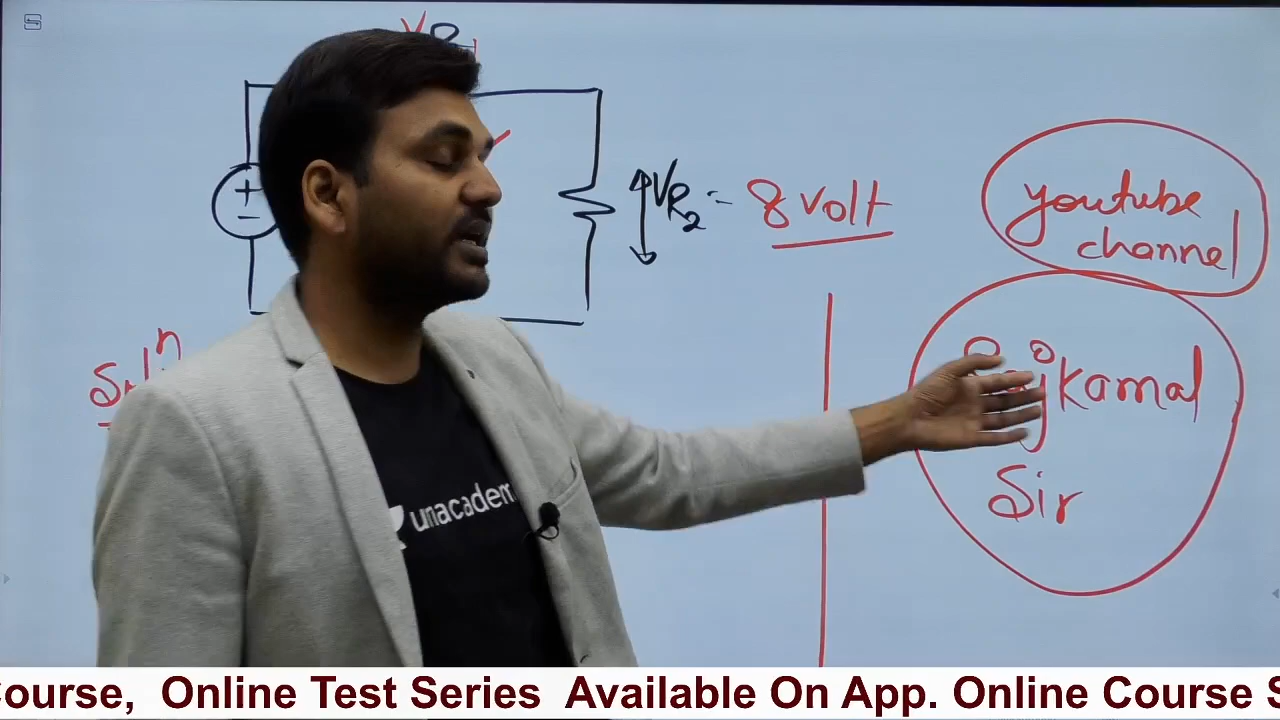 VR2 = 8 volt
youtube
channel
kamal
Sir
unacadem
Course, Online Test Series Available On App. Online Course S